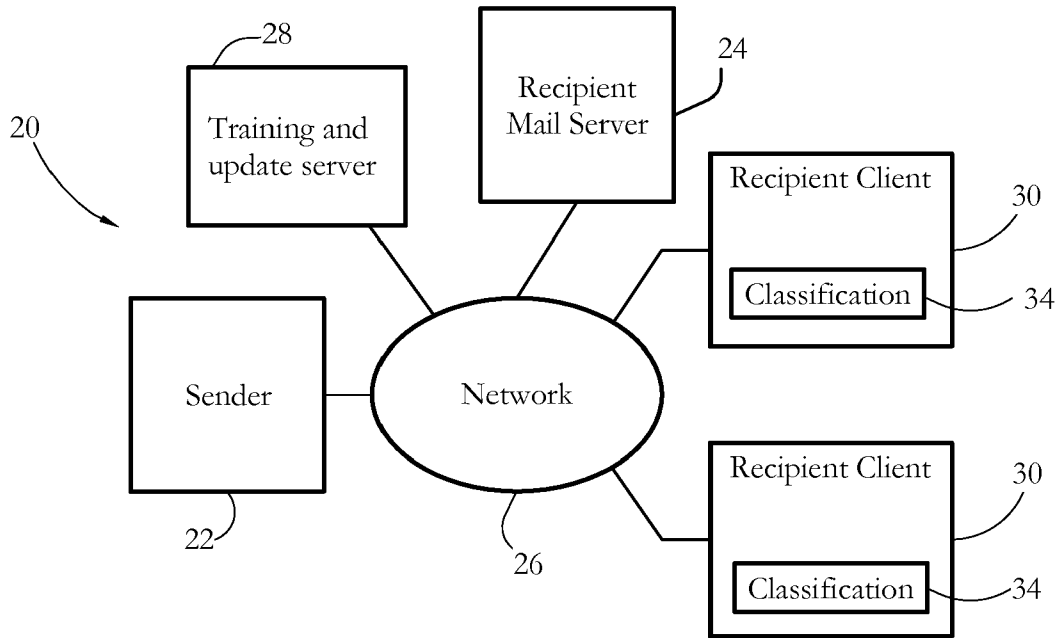 28
Training and
update server
Recipient
Mail Server
24
20
Recipient Client
30
Classification
34
Sender
Network
22
26
Recipient Client
30
Classification
34